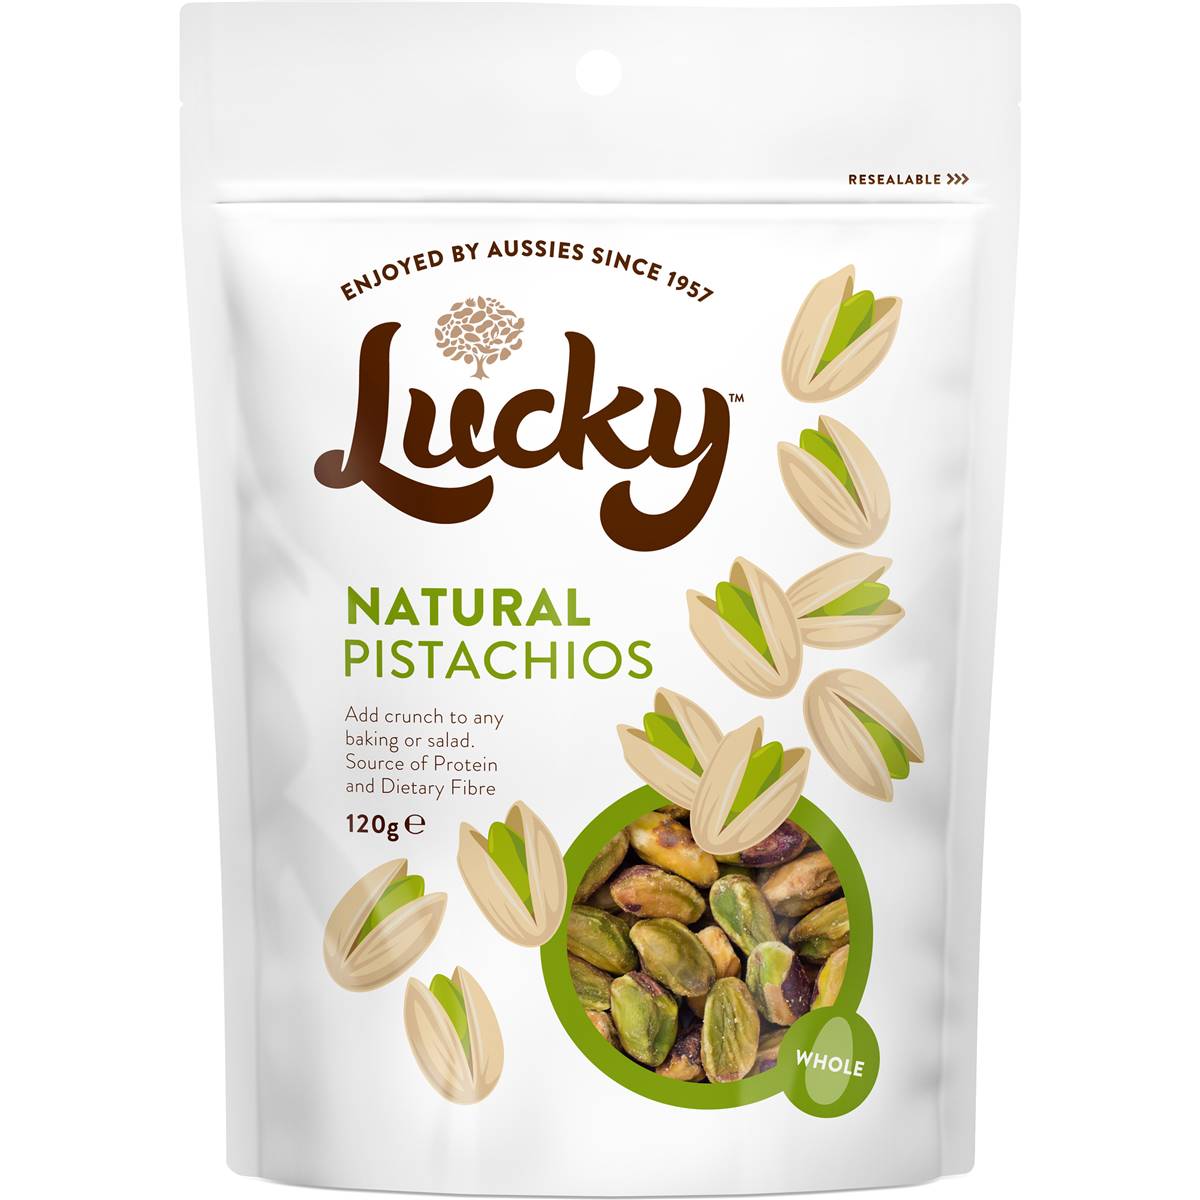 RESEALABLE >>>
ENJOYED BY AUSSIES SINCE 1957
Lucky™
NATURAL
PISTACHIOS
Add crunch to any
baking or salad.
Source of Protein
and Dietary Fibre
120g ℮
WHOLE